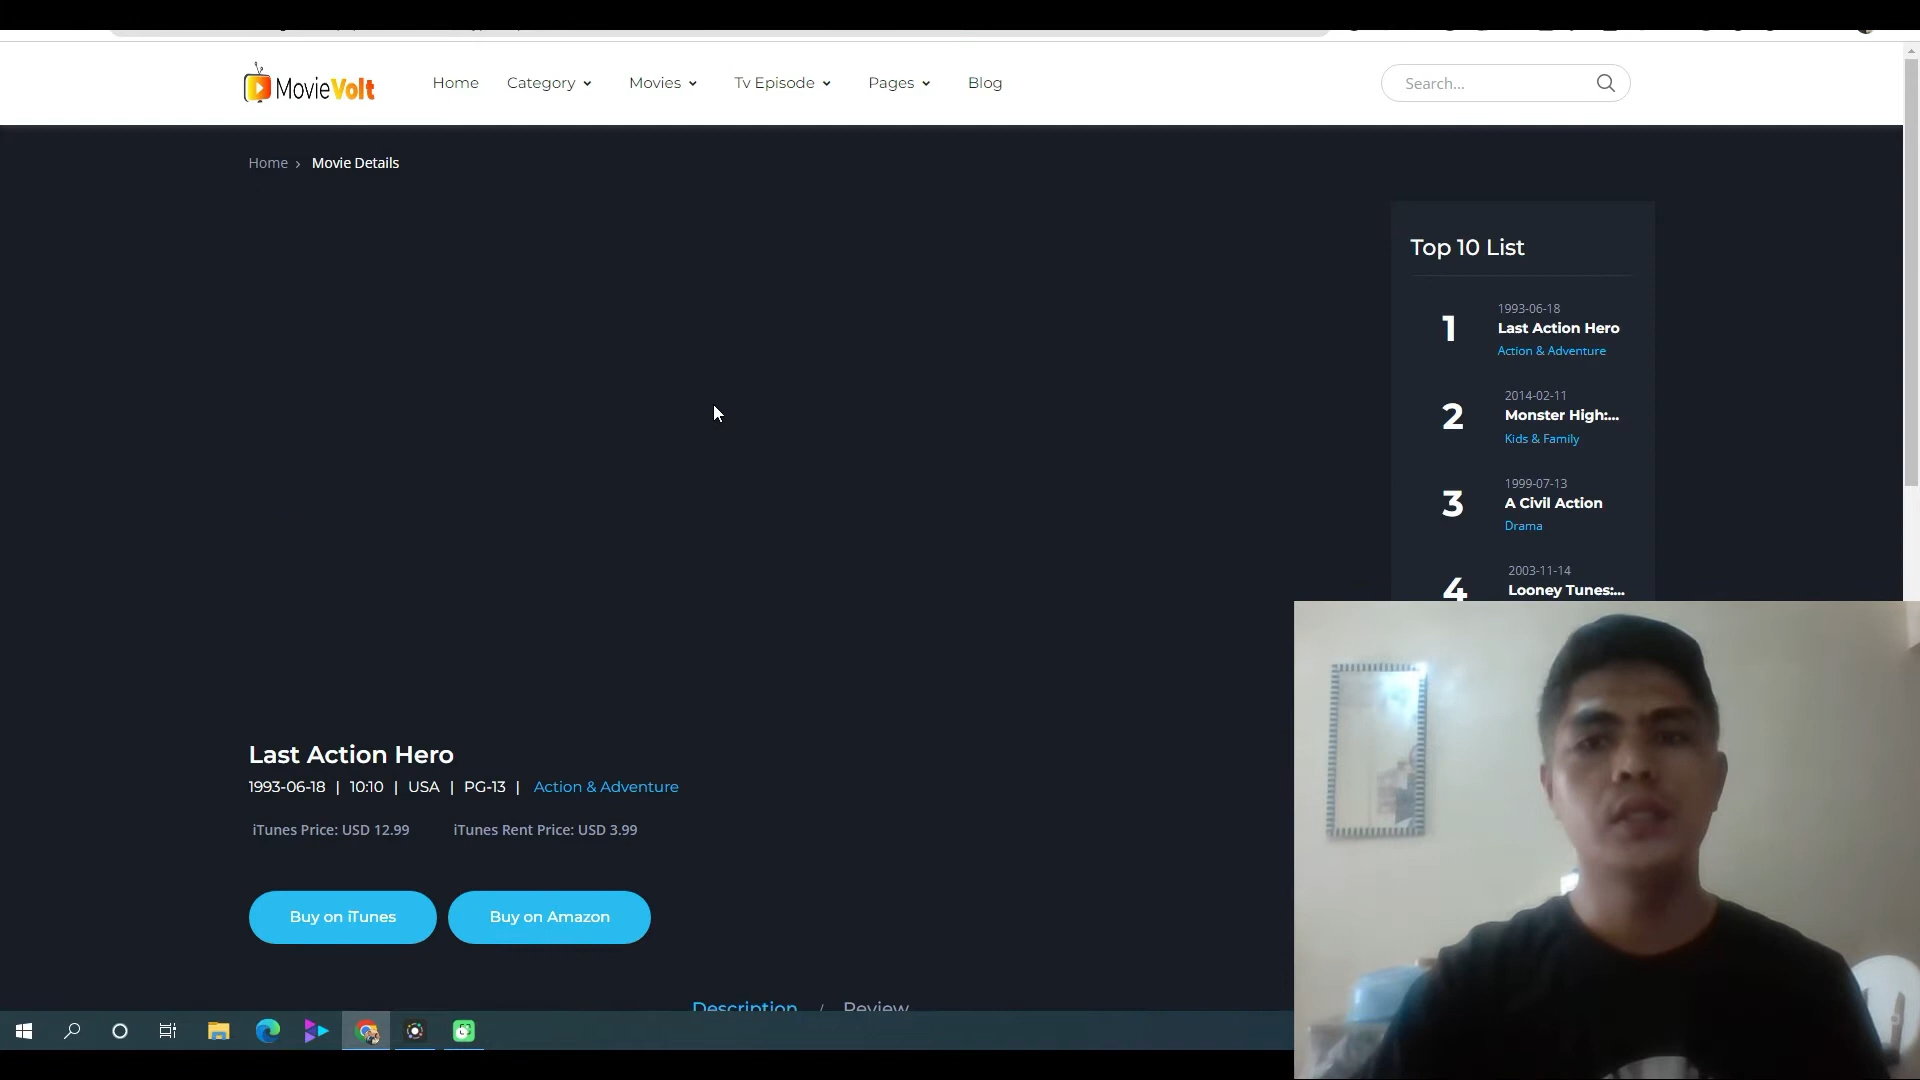 MovieVolt
Home Category Movies Tv Episode Pages Blog
Search...
Home › Movie Details
Top 10 List
1
1993-06-18
Last Action Hero
Action & Adventure
2
2014-02-11
Monster High:...
Kids & Family
3
1999-07-13
A Civil Action
Drama
4
2003-11-14
Looney Tunes:...
Last Action Hero
1993-06-18 | 10:10 | USA | PG-13 | Action & Adventure
iTunes Price: USD 12.99 iTunes Rent Price: USD 3.99
Buy on iTunes Buy on Amazon
Description / Review